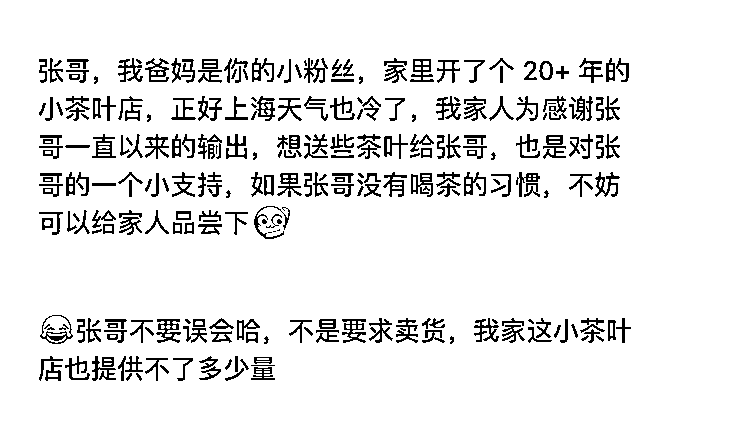 张哥，我爸妈是你的小粉丝，家里开了个 20+ 年的
小茶叶店，正好上海天气也冷了，我家人为感谢张
哥一直以来的输出，想送些茶叶给张哥，也是对张
哥的一个小支持，如果张哥没有喝茶的习惯，不妨
可以给家人品尝下
😂张哥不要误会哈，不是要求卖货，我家这小茶叶
店也提供不了多少量